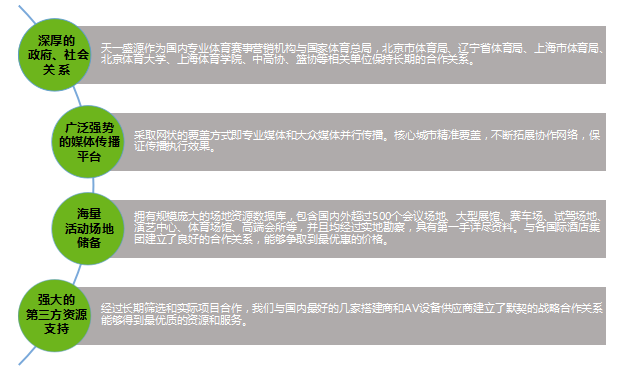 深厚的
政府、社会
关 系
天一盛源作为国内专业体育赛事营销机构与国家体育总局，北京市体育局、辽宁省体育局、上海市体育局、
北京体育大学、上海体育学院、中高协、篮协等相关单位保持长期的合作关系。
广泛强势
的媒体传播
平台
采取网状的覆盖方式即专业媒体和大众媒体并行传播。核心城市精准覆盖，不断拓展协作网络，保
证传播执行效果。
海星
活动场地
储备
拥有规模庞大的场地资源数据库，包含国内外超过500个会议场地、大型展馆、赛车场、试驾场地、
演艺中心、体育场馆、高端会所等，并且均经过实地勘察，具有第一手详尽资料。与各国际酒店集
团建立了良好的合作关系，能够争取到最优惠的价格。
强大的
第三方资源
支持
经过长期筛选和实际项目合作，我们与国内最好的几家搭建商和AV设备供应商建立了默契的战略合作关系
能够得到最优质的资源和服务。